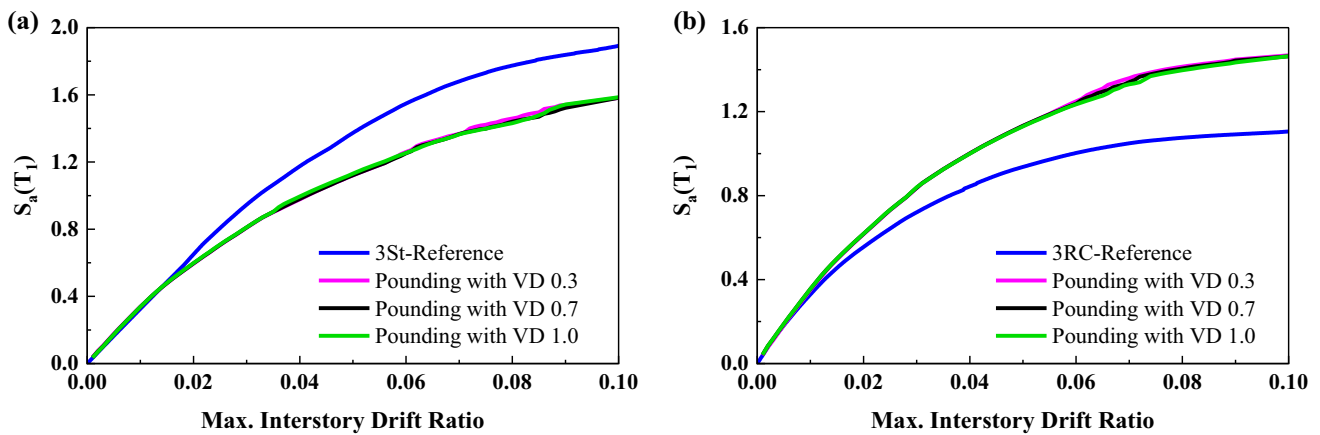 (a)
2.0
1.6
1.2
0.8
0.4
0.0
Sa(T1)
3St-Reference
Pounding with VD 0.3
Pounding with VD 0.7
Pounding with VD 1.0
0.00 0.02 0.04 0.06 0.08 0.10
Max. Interstory Drift Ratio
(b)
1.6
1.2
0.8
0.4
0.0
Sa(T1)
3RC-Reference
Pounding with VD 0.3
Pounding with VD 0.7
Pounding with VD 1.0
0.00 0.02 0.04 0.06 0.08 0.10
Max. Interstory Drift Ratio